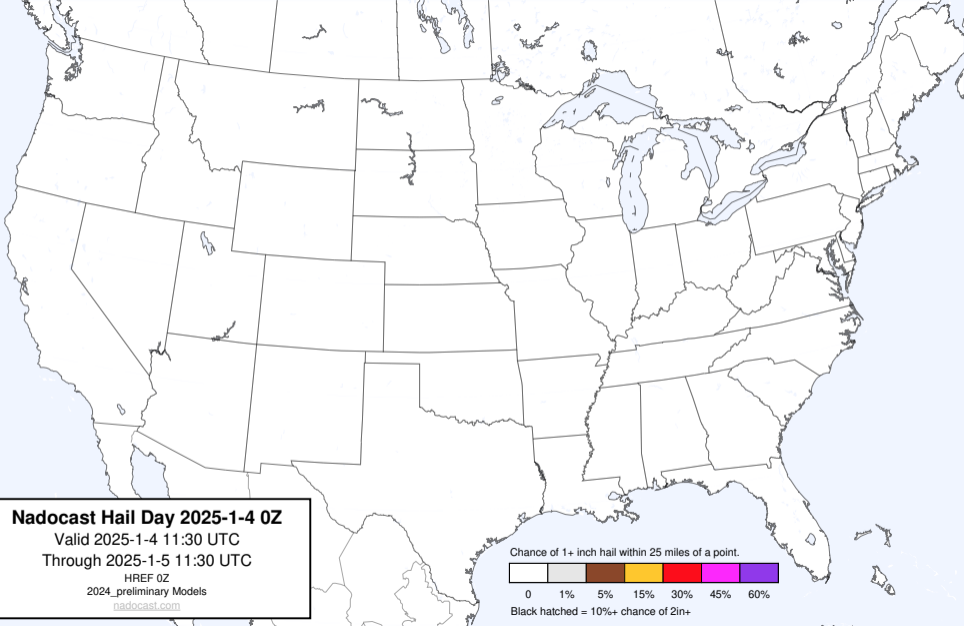 Nadocast Hail Day 2025-1-4 0Z
Valid 2025-1-4 11:30 UTC
Through 2025-1-5 11:30 UTC
HREF 0Z
2024_preliminary Models
nadocast.com
Chance of 1+ inch hail within 25 miles of a point.
0 1% 5% 15% 30% 45% 60%
Black hatched = 10%+ chance of 2in+